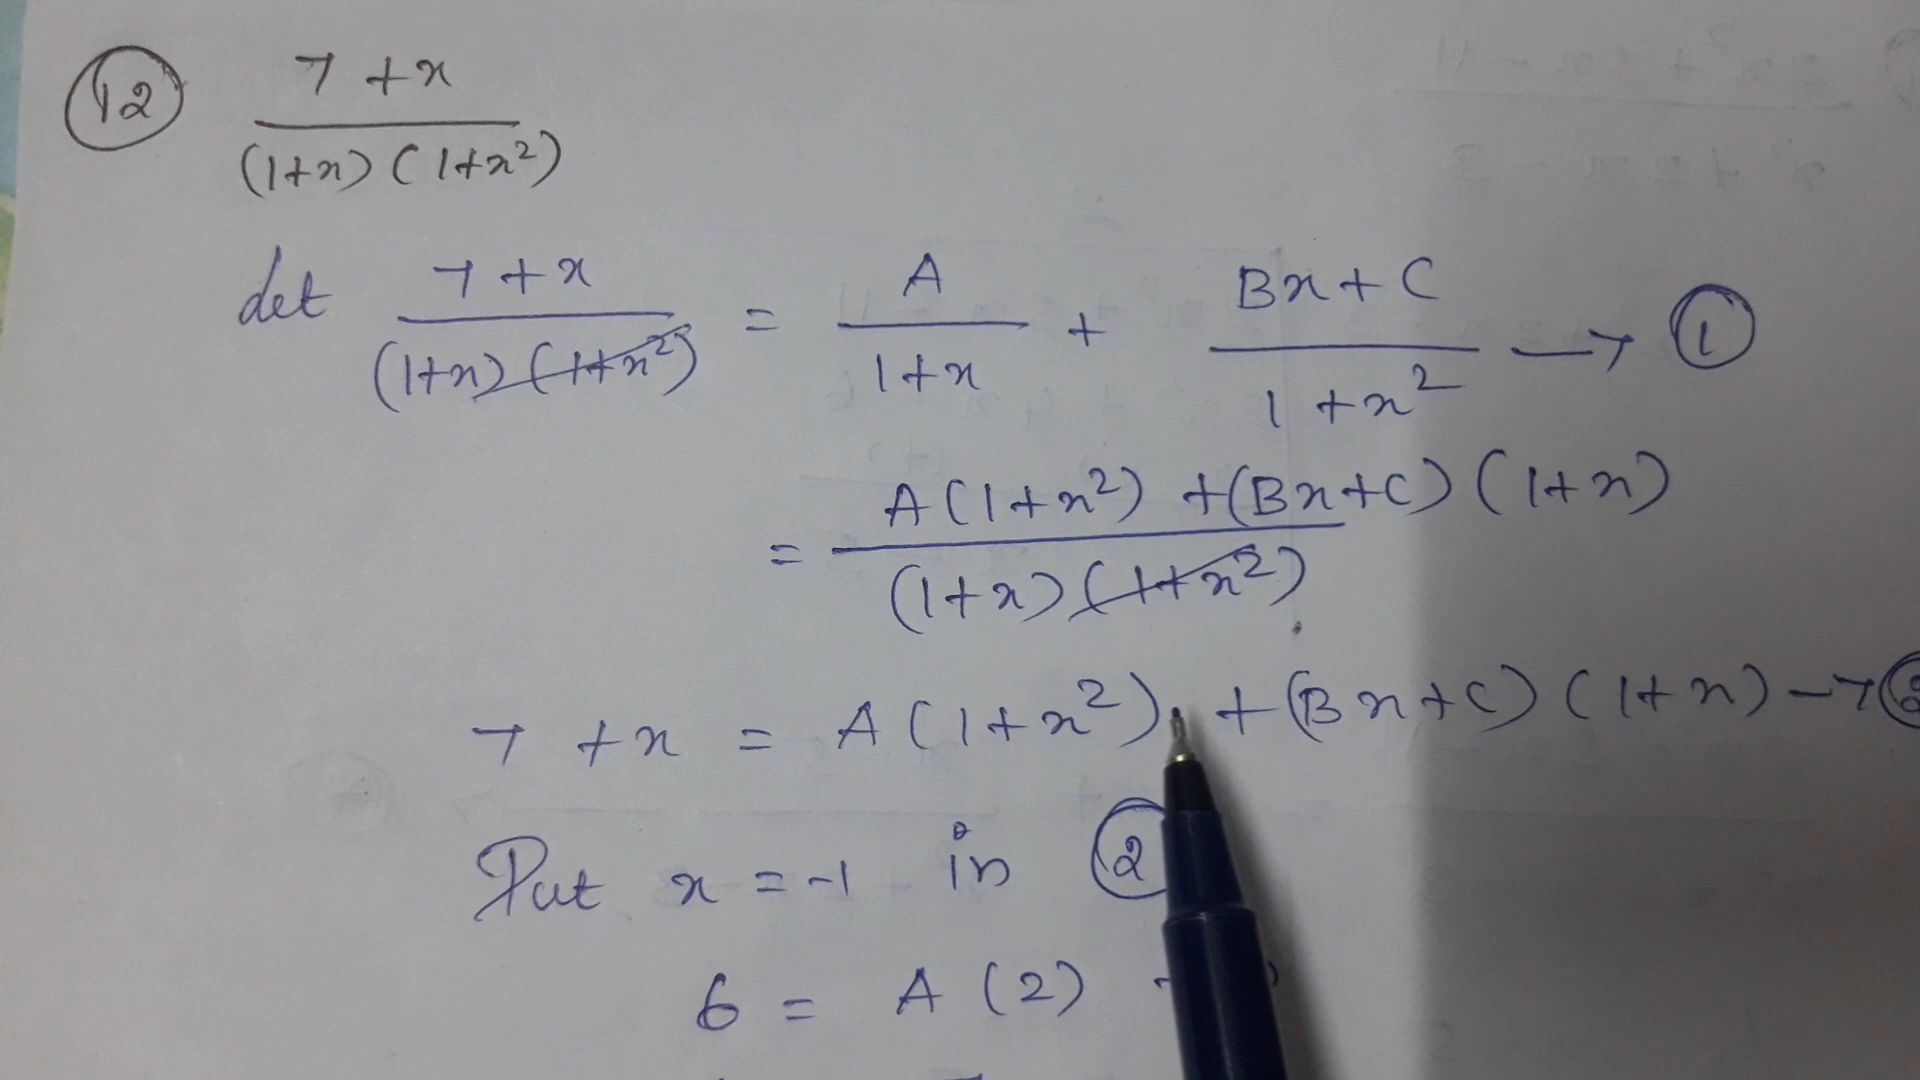 12 7 + x
(1+x) (1+x²)
Let 7 + x / (1+x) (1+x²) = A / 1+x + Bx + C / 1 + x² → 1
= A (1+x²) + (Bx+C) (1+x) / (1+x) (1+x²)
7 + x = A (1+x²) + (Bx+C) (1+x) → 2
Put x = -1 in 2
6 = A (2)